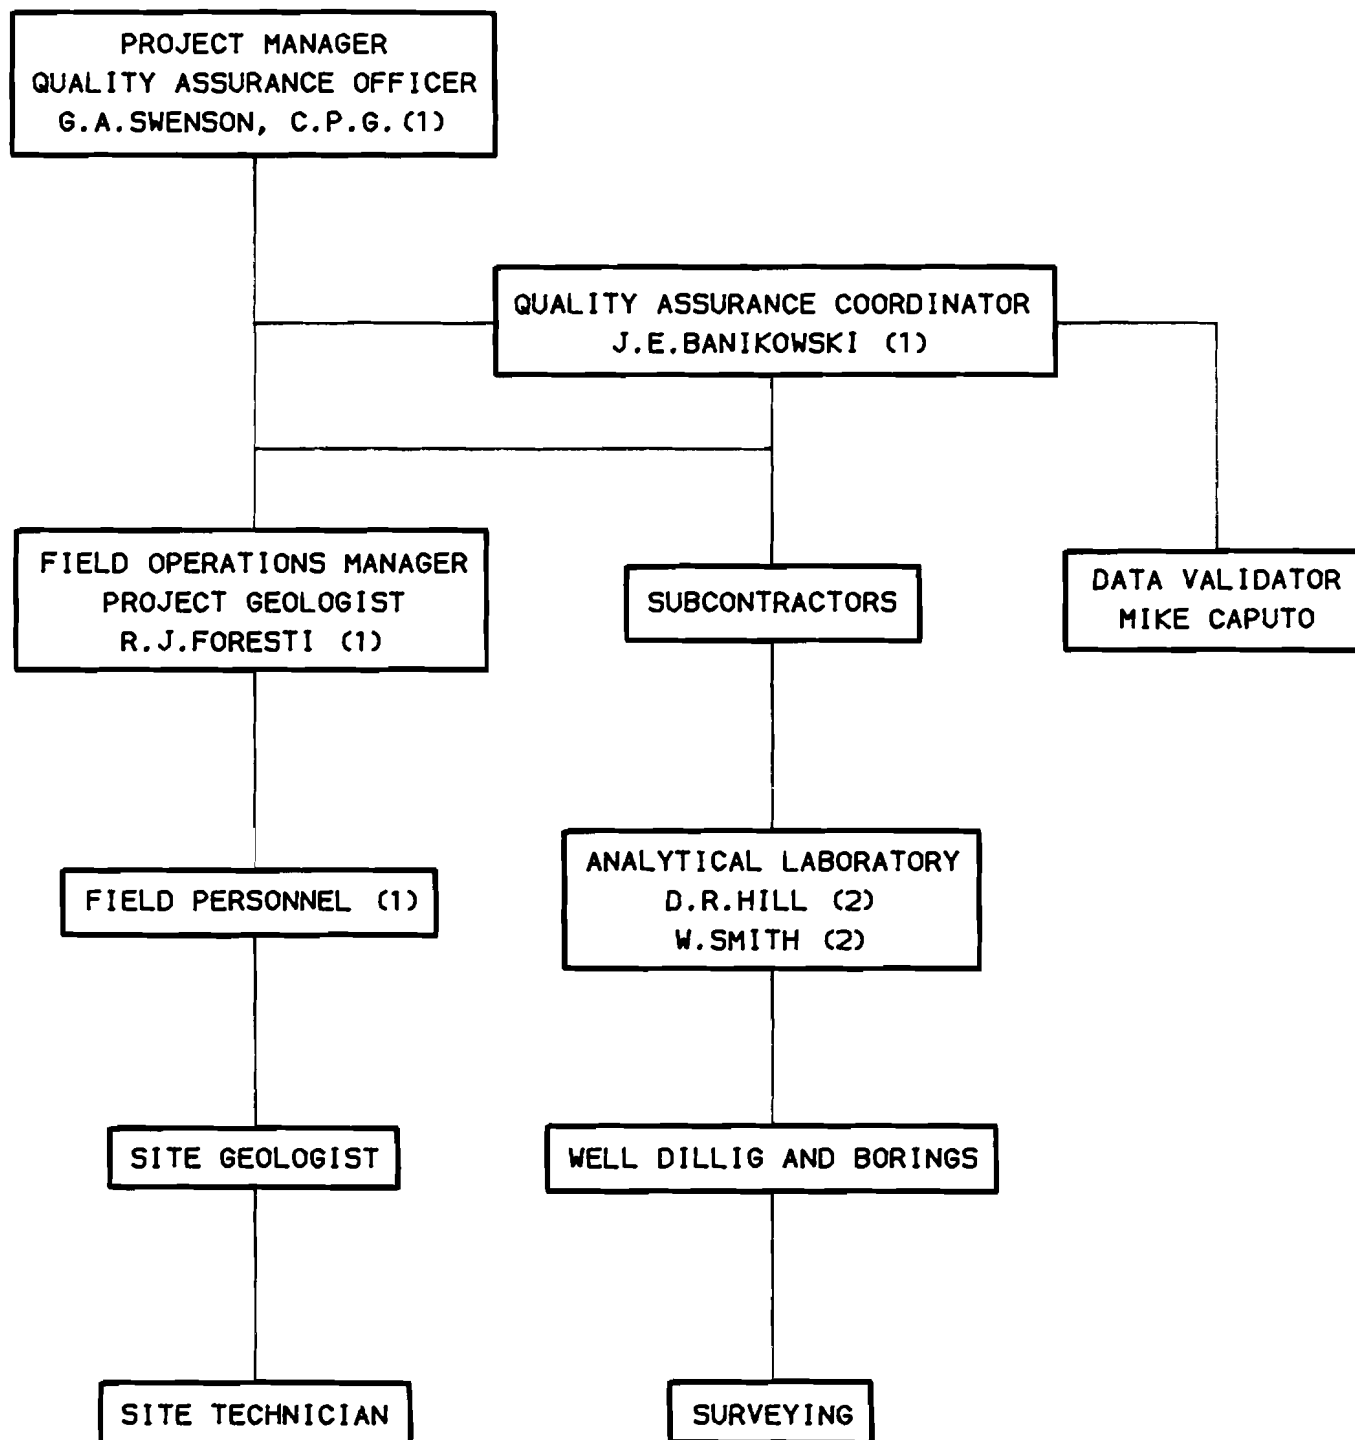 PROJECT MANAGER
QUALITY ASSURANCE OFFICER
G.A.SWENSON, C.P.G.(1)
QUALITY ASSURANCE COORDINATOR
J.E.BANIKOWSKI (1)
FIELD OPERATIONS MANAGER
PROJECT GEOLOGIST
R.J.FORESTI (1)
SUBCONTRACTORS
DATA VALIDATOR
MIKE CAPUTO
ANALYTICAL LABORATORY
D.R.HILL (2)
W.SMITH (2)
FIELD PERSONNEL (1)
SITE GEOLOGIST
WELL DILLIG AND BORINGS
SITE TECHNICIAN
SURVEYING